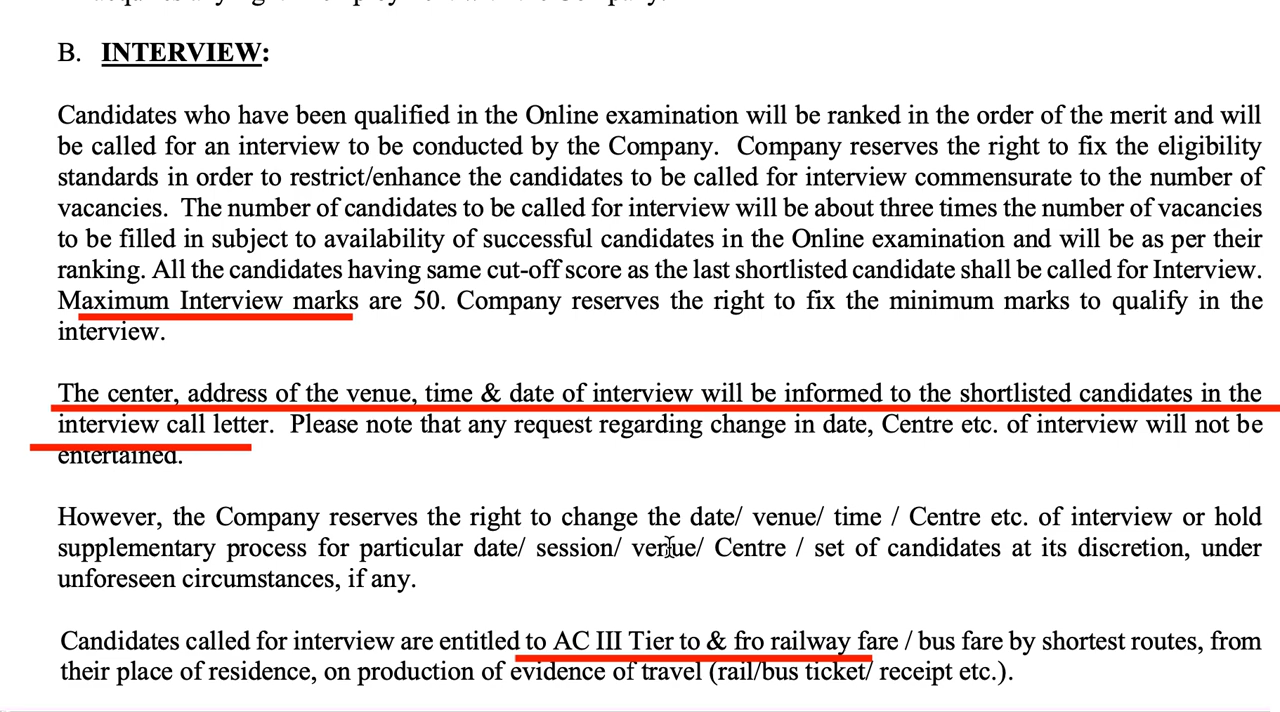 B. INTERVIEW:
Candidates who have been qualified in the Online examination will be ranked in the order of the merit and will
be called for an interview to be conducted by the Company. Company reserves the right to fix the eligibility
standards in order to restrict/enhance the candidates to be called for interview commensurate to the number of
vacancies. The number of candidates to be called for interview will be about three times the number of vacancies
to be filled in subject to availability of successful candidates in the Online examination and will be as per their
ranking. All the candidates having same cut-off score as the last shortlisted candidate shall be called for Interview.
Maximum Interview marks are 50. Company reserves the right to fix the minimum marks to qualify in the
interview.
The center, address of the venue, time & date of interview will be informed to the shortlisted candidates in the
interview call letter. Please note that any request regarding change in date, Centre etc. of interview will not be
entertained.
However, the Company reserves the right to change the date/ venue/ time / Centre etc. of interview or hold
supplementary process for particular date/ session/ venue/ Centre / set of candidates at its discretion, under
unforeseen circumstances, if any.
Candidates called for interview are entitled to AC III Tier to & fro railway fare / bus fare by shortest routes, from
their place of residence, on production of evidence of travel (rail/bus ticket/ receipt etc.).